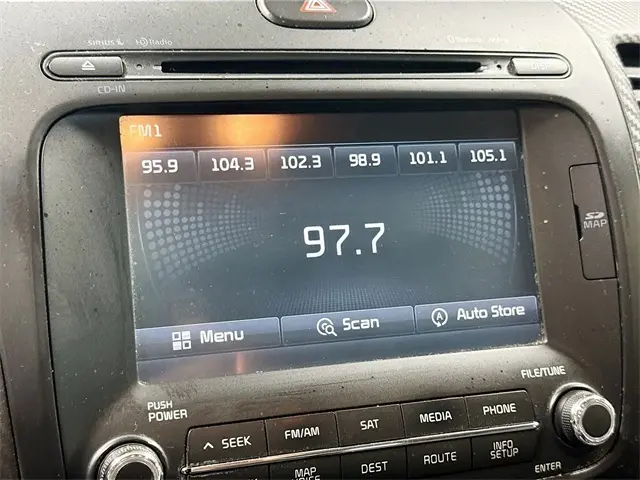 SIRIUS HD Radio
CD-IN
FM1
95.9 104.3 102.3 98.9 101.1 105.1
97.7
SD
MAP
Menu Scan Auto Store
PUSH
POWER
FILE/TUNE
SEEK FM/AM SAT MEDIA PHONE
MAP DEST ROUTE INFO
SETUP
ENTER